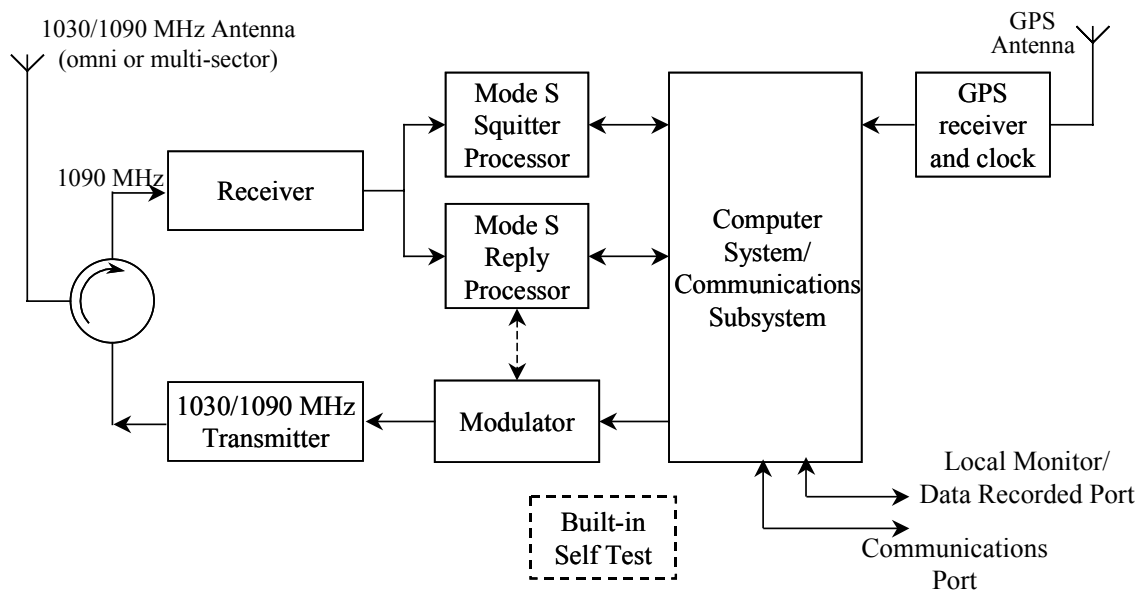 1030/1090 MHz Antenna
(omni or multi-sector)
GPS
Antenna
Mode S
Squitter
Processor
GPS
receiver
and clock
1090 MHz
Receiver
Mode S
Reply
Processor
Computer
System/
Communications
Subsystem
1030/1090 MHz
Transmitter
Modulator
Local Monitor/
Data Recorded Port
Built-in
Self Test
Communications
Port